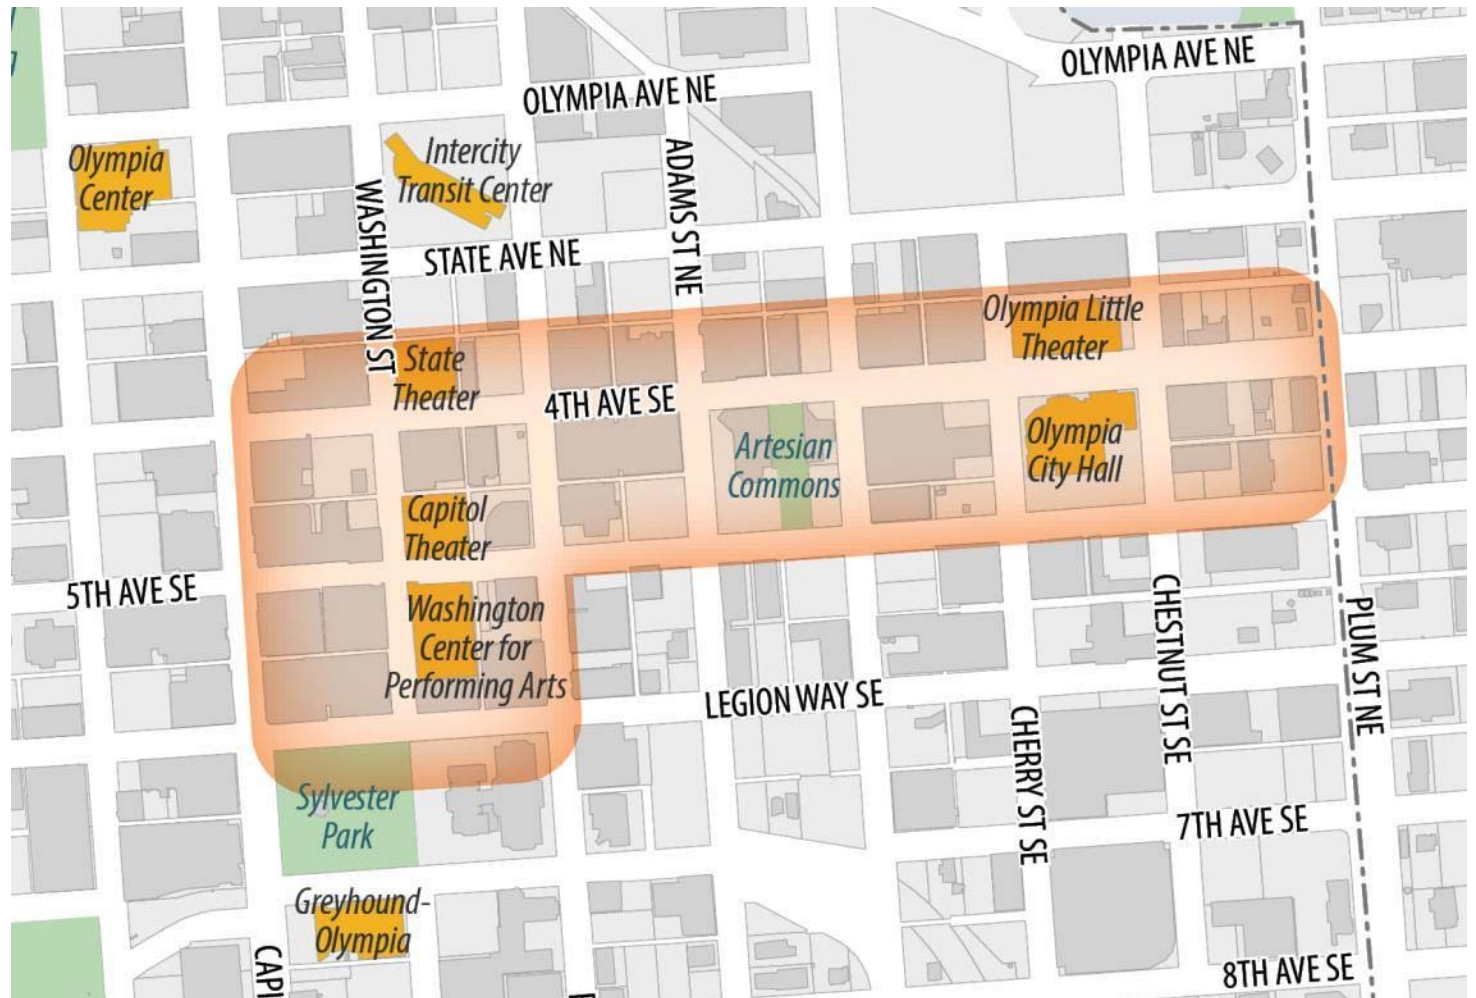 OLYMPIA AVE NE
OLYMPIA AVE NE
Olympia
Center
Intercity
Transit Center
ADAMS ST NE
WASHINGTON ST
STATE AVE NE
Olympia Little
Theater
State
Theater
4TH AVE SE
Artesian
Commons
Olympia
City Hall
Capitol
Theater
5TH AVE SE
Washington
Center for
Performing Arts
CHESTNUT ST SE
PLUM ST NE
LEGION WAY SE
CHERRY ST SE
Sylvester
Park
7TH AVE SE
Greyhound-
Olympia
CAPI
8TH AVE SE